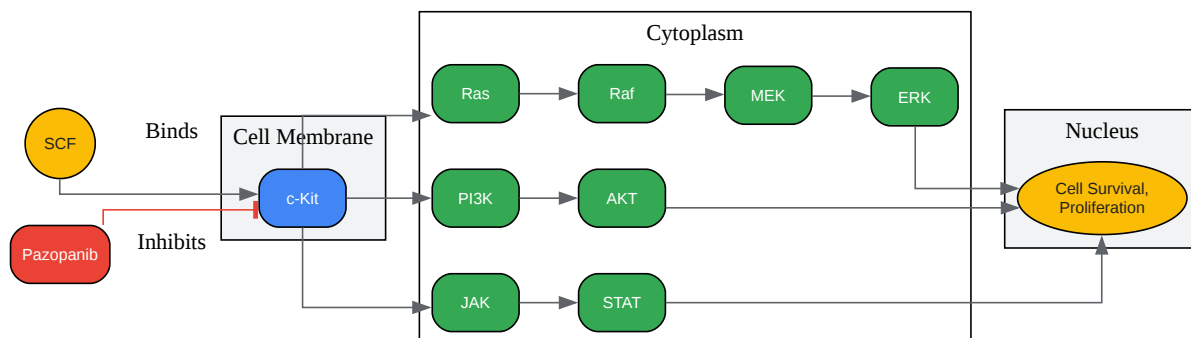 Cytoplasm
Ras
Raf
MEK
ERK
Binds
Cell Membrane
Nucleus
SCF
c-Kit
PI3K
AKT
Cell Survival,
Proliferation
Inhibits
Pazopanib
JAK
STAT